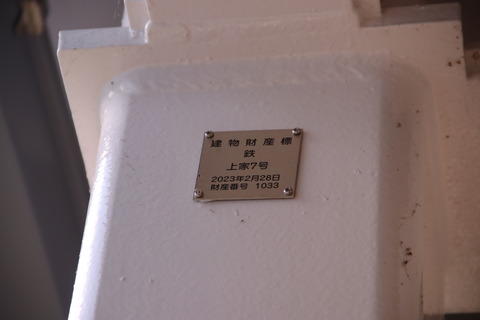 建物財産標
鉄
上家7号
2023年2月28日
財産番号 1033